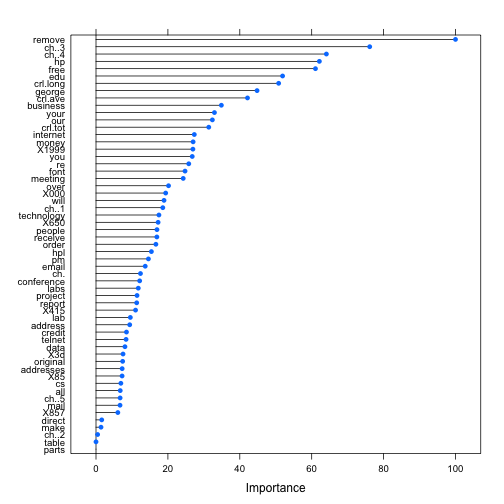 remove
ch..3
ch..4
hp
free
edu
crl.long
george
crl.ave
business
your
our
crl.tot
internet
money
X1999
you
re
font
meeting
over
X000
will
ch..1
technology
X650
people
receive
order
hpl
pm
email
ch.
conference
labs
project
report
X415
lab
address
credit
telnet
data
X3d
original
addresses
X85
cs
all
ch..5
mail
X857
direct
make
ch..2
table
parts
0 20 40 60 80 100
Importance